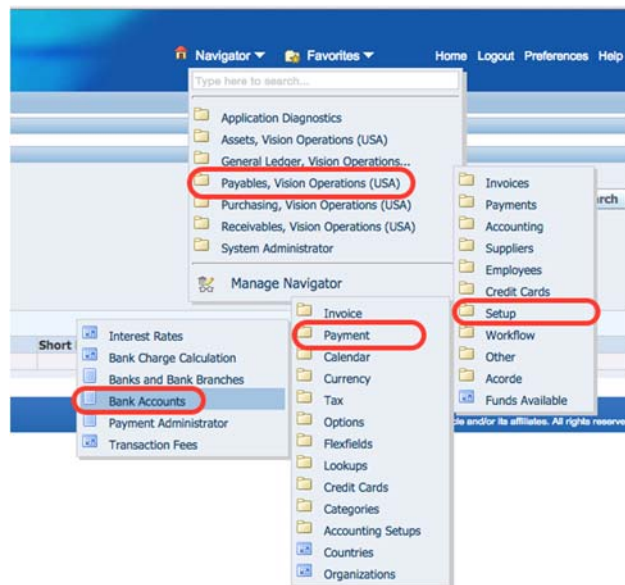 Navigator Favorites Home Logout Preferences Help
Type here to search...
Application Diagnostics
Assets, Vision Operations (USA)
General Ledger, Vision Operations...
Payables, Vision Operations (USA)
Purchasing, Vision Operations (USA)
Receivables, Vision Operations (USA)
System Administrator
Manage Navigator
Invoices
Payments
Accounting
Suppliers
Employees
Credit Cards
Setup
Workflow
Other
Acorde
Funds Available
Invoice
Payment
Calendar
Currency
Tax
Options
Flexfields
Lookups
Credit Cards
Categories
Accounting Setups
Countries
Organizations
Short
Interest Rates
Bank Charge Calculation
Banks and Bank Branches
Bank Accounts
Payment Administrator
Transaction Fees
and/or its affiliates. All rights